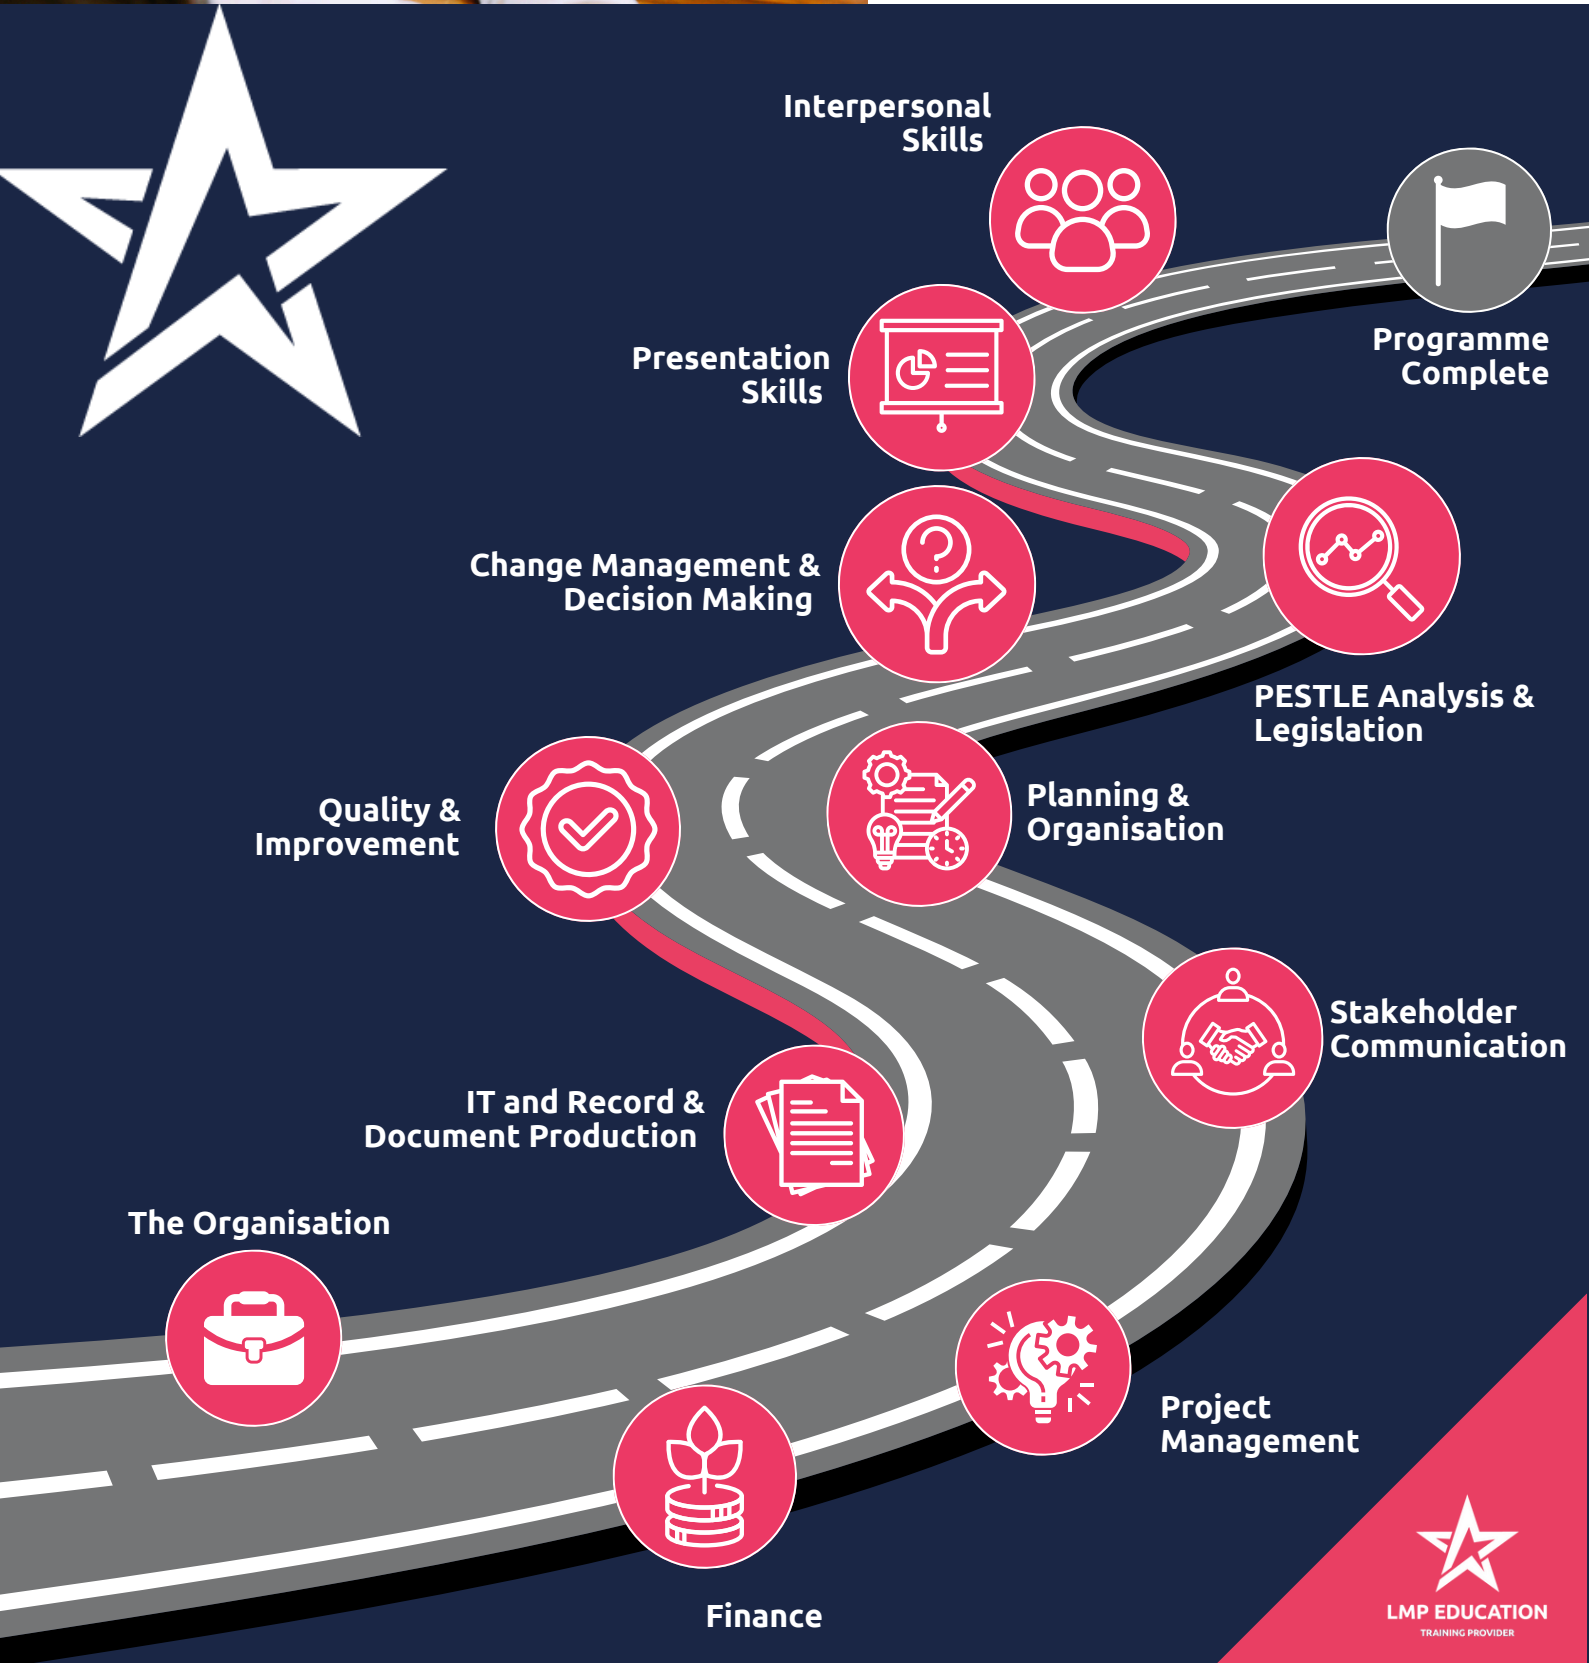 Interpersonal
Skills
Programme
Complete
Presentation
Skills
Change Management &
Decision Making
PESTLE Analysis &
Legislation
Quality &
Improvement
Planning &
Organisation
Stakeholder
Communication
IT and Record &
Document Production
The Organisation
Project
Management
Finance
LMP EDUCATION
TRAINING PROVIDER